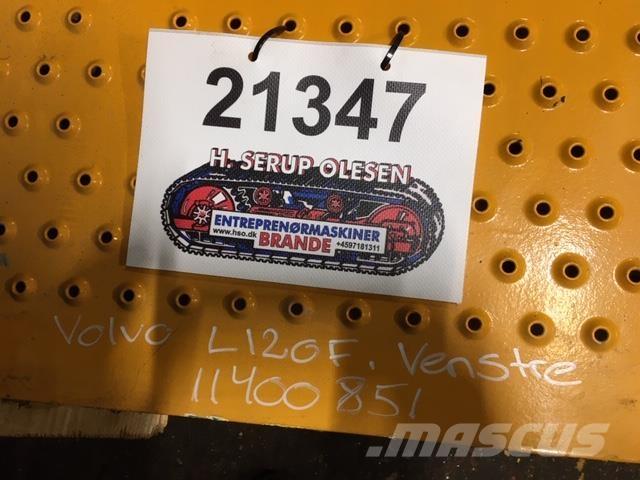 21347
H. SERUP OLESEN
ENTREPRENØRMASKINER
www.hso.dk BRANDE +4597181311
Volvo L120F. Venstre
11400851
MASCUS